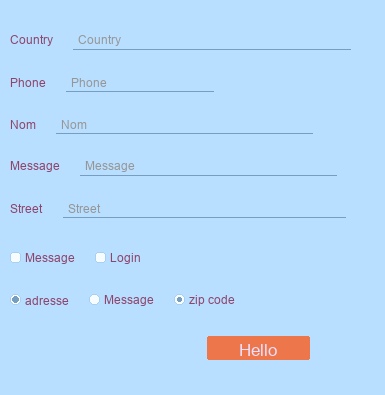 Country Country
Phone Phone
Nom Nom
Message Message
Street Street
Message Login
adresse Message zip code
Hello